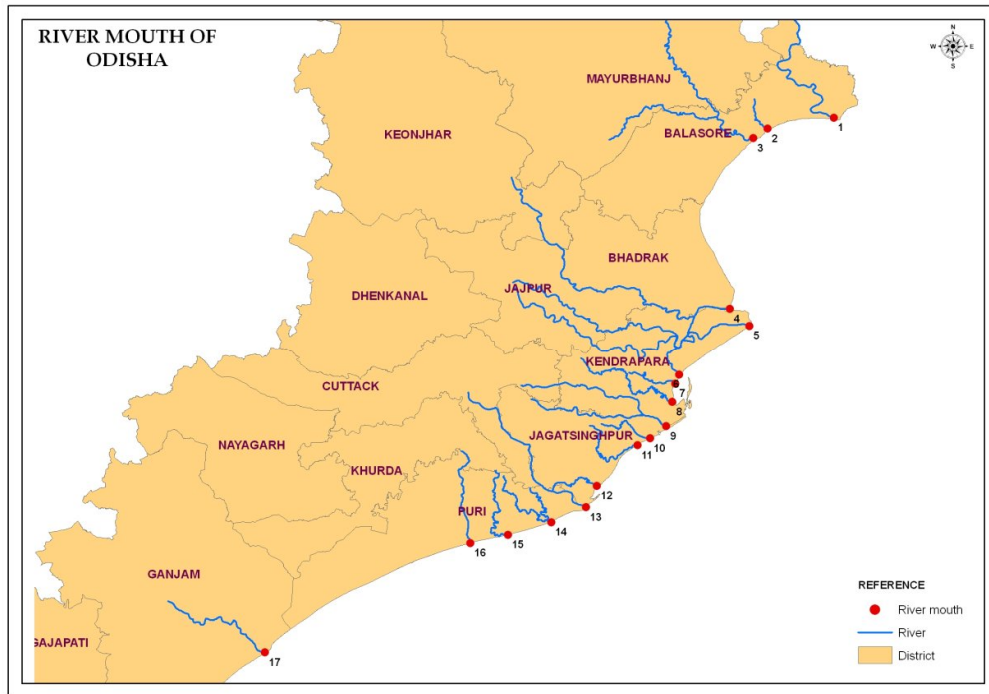 RIVER MOUTH OF
ODISHA
N
W E
S
MAYURBHANJ
KEONJHAR
BALASORE
1
2
3
BHADRAK
JAJPUR
DHENKANAL
4
5
KENDRAPARA
CUTTACK
6
7
8
NAYAGARH
JAGATSINGHPUR
9
10
11
KHURDA
12
PURI
13
14
15
16
GANJAM
REFERENCE
River mouth
River
District
GAJAPATI
17